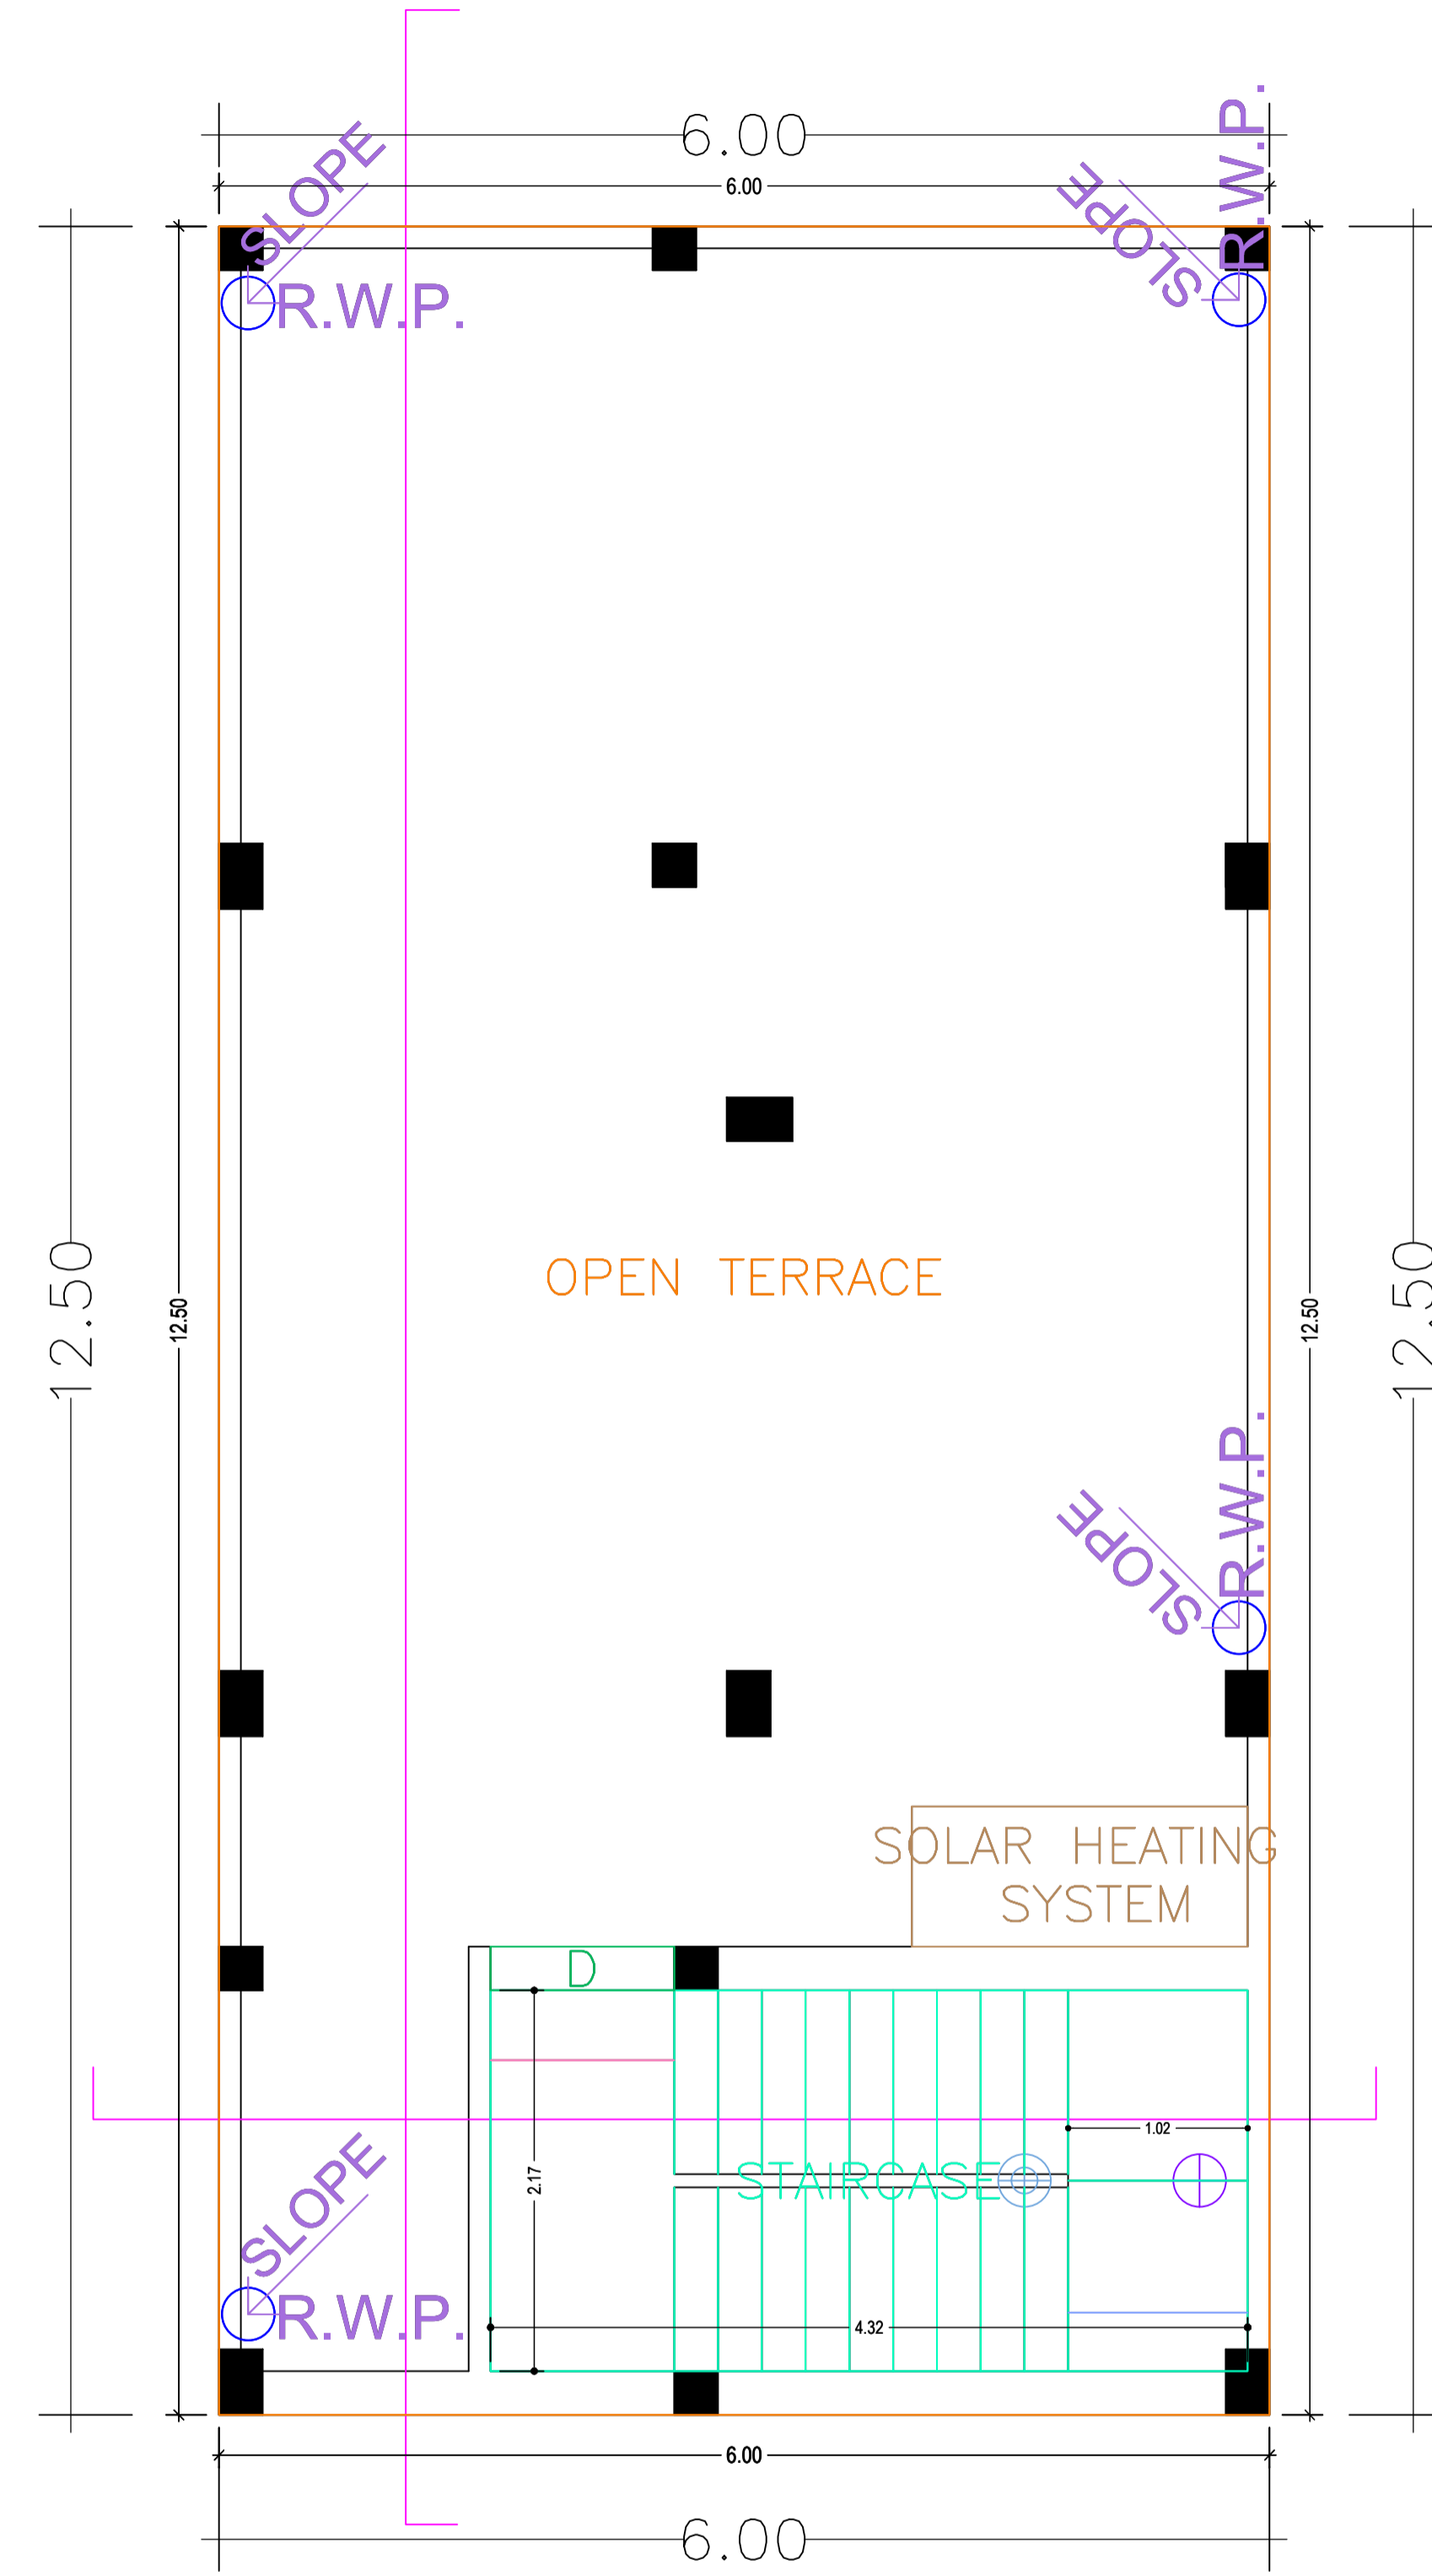 6.00
6.00
SLOPE
R.W.P.
SLOPE
R.W.P.
12.50
12.50
OPEN TERRACE
12.50
12.50
SLOPE
R.W.P.
SOLAR HEATING
SYSTEM
D
2.17
STAIRCASE
1.02
4.32
SLOPE
R.W.P.
6.00
6.00